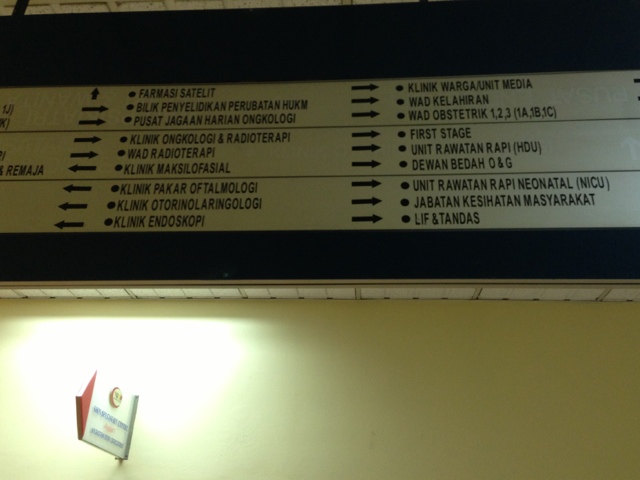 1J)
K)
PI
& REMAJA
FARMASI SATELIT
BILIK PENYELIDIKAN PERUBATAN HUKM
PUSAT JAGAAN HARIAN ONGKOLOGI
KLINIK ONGKOLOGI & RADIOTERAPI
WAD RADIOTERAPI
KLINIK MAKSILOFASIAL
KLINIK PAKAR OFTALMOLOGI
KLINIK OTORINOLARINGOLOGI
KLINIK ENDOSKOPI
KLINIK WARGA/UNIT MEDIA
WAD KELAHIRAN
WAD OBSTETRIK 1,2,3 (1A,1B,1C)
FIRST STAGE
UNIT RAWATAN RAPI (HDU)
DEWAN BEDAH O & G
UNIT RAWATAN RAPI NEONATAL (NICU)
JABATAN KESIHATAN MASYARAKAT
LIF & TANDAS